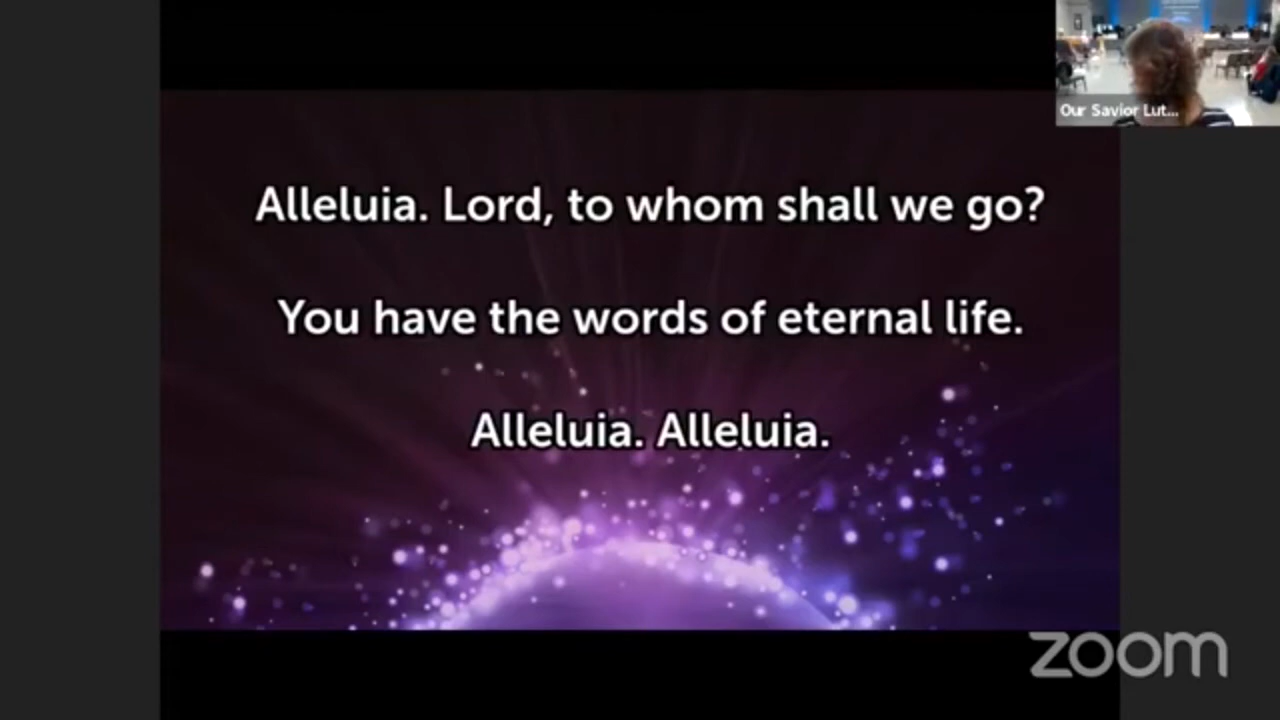 Our Savior Lut...
Alleluia. Lord, to whom shall we go?
You have the words of eternal life.
Alleluia. Alleluia.
zoom